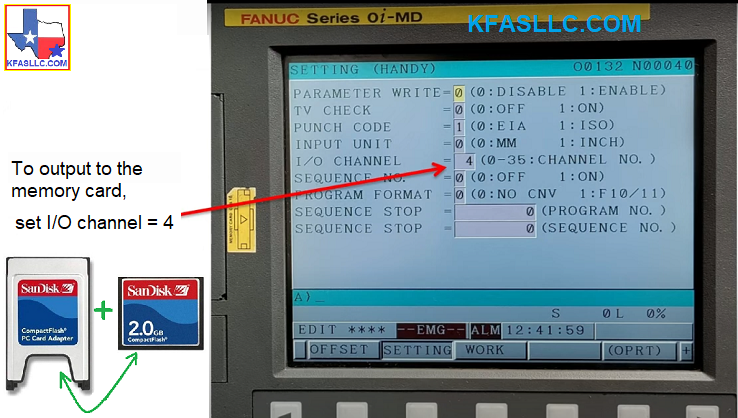 FANUC Series 0i-MD
KFASLLC.COM
KFASLLC.COM
SETTING (HANDY) O0132 N00040
PARAMETER WRITE=0(0:DISABLE 1:ENABLE)
TV CHECK =0(0:OFF 1:ON)
PUNCH CODE =1(0:EIA 1:ISO)
INPUT UNIT =0(0:MM 1:INCH)
I/O CHANNEL = 4(0-35:CHANNEL NO.)
SEQUENCE NO. =0(0:OFF 1:ON)
PROGRAM FORMAT =0(0:NO CNV 1:F10/11)
SEQUENCE STOP = 0(PROGRAM NO.)
SEQUENCE STOP = 0(SEQUENCE NO.)
A)_
S 0L 0%
EDIT **** --EMG-- ALM 12:41:59
OFFSET SETTING WORK (OPRT) +
To output to the
memory card,
set I/O channel = 4
SanDisk
CompactFlash®
PC Card Adapter
+
SanDisk
2.0GB
CompactFlash®